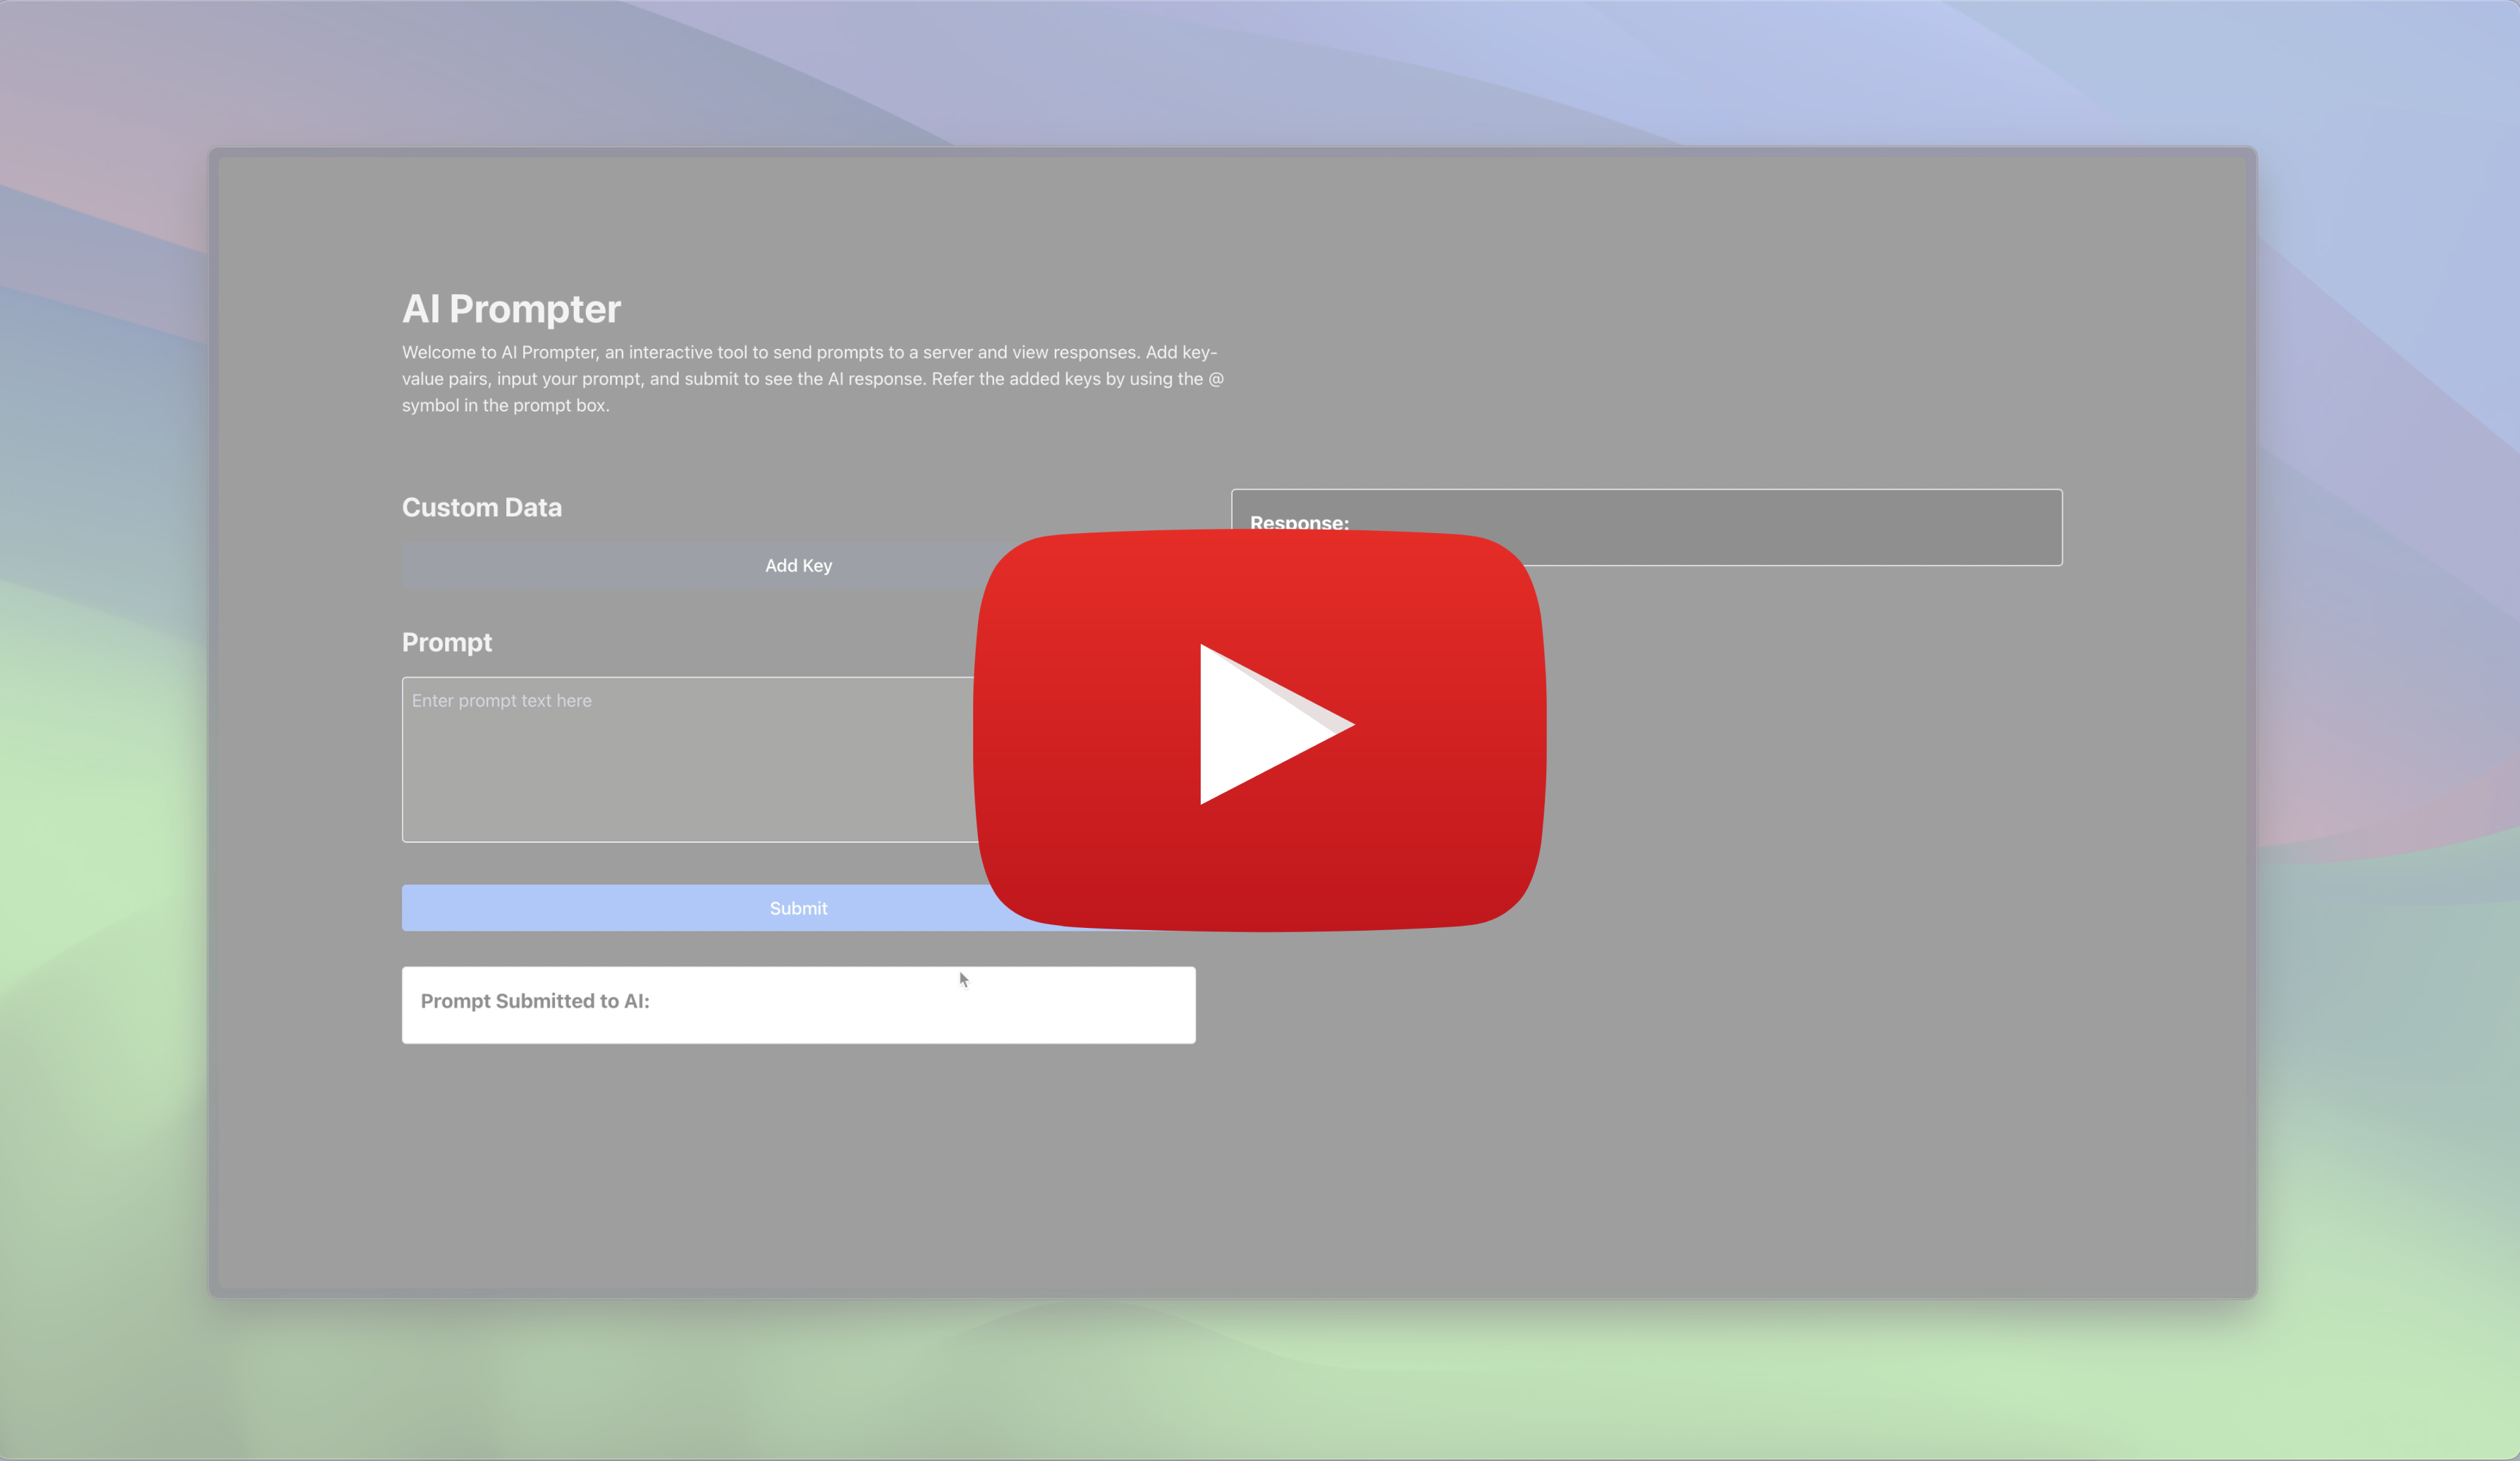 AI Prompter
Welcome to AI Prompter, an interactive tool to send prompts to a server and view responses. Add key-
value pairs, input your prompt, and submit to see the AI response. Refer the added keys by using the @
symbol in the prompt box.
Custom Data
Add Key
Prompt
Enter prompt text here
Submit
Prompt Submitted to AI:
Response: